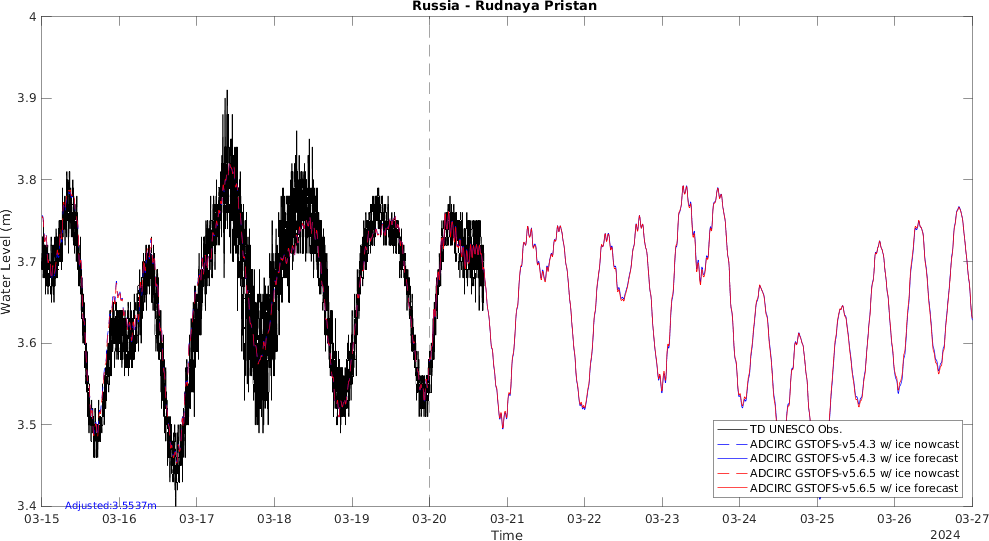 Russia - Rudnaya Pristan
4
3.9
3.8
3.7
3.6
3.5
3.4
Water Level (m)
TD UNESCO Obs.
ADCIRC GSTOFS-v5.4.3 w/ ice nowcast
ADCIRC GSTOFS-v5.4.3 w/ ice forecast
ADCIRC GSTOFS-v5.6.5 w/ ice nowcast
ADCIRC GSTOFS-v5.6.5 w/ ice forecast
Adjusted:3.5537m
03-15 03-16 03-17 03-18 03-19 03-20 03-21 03-22 03-23 03-24 03-25 03-26 03-27
Time
2024